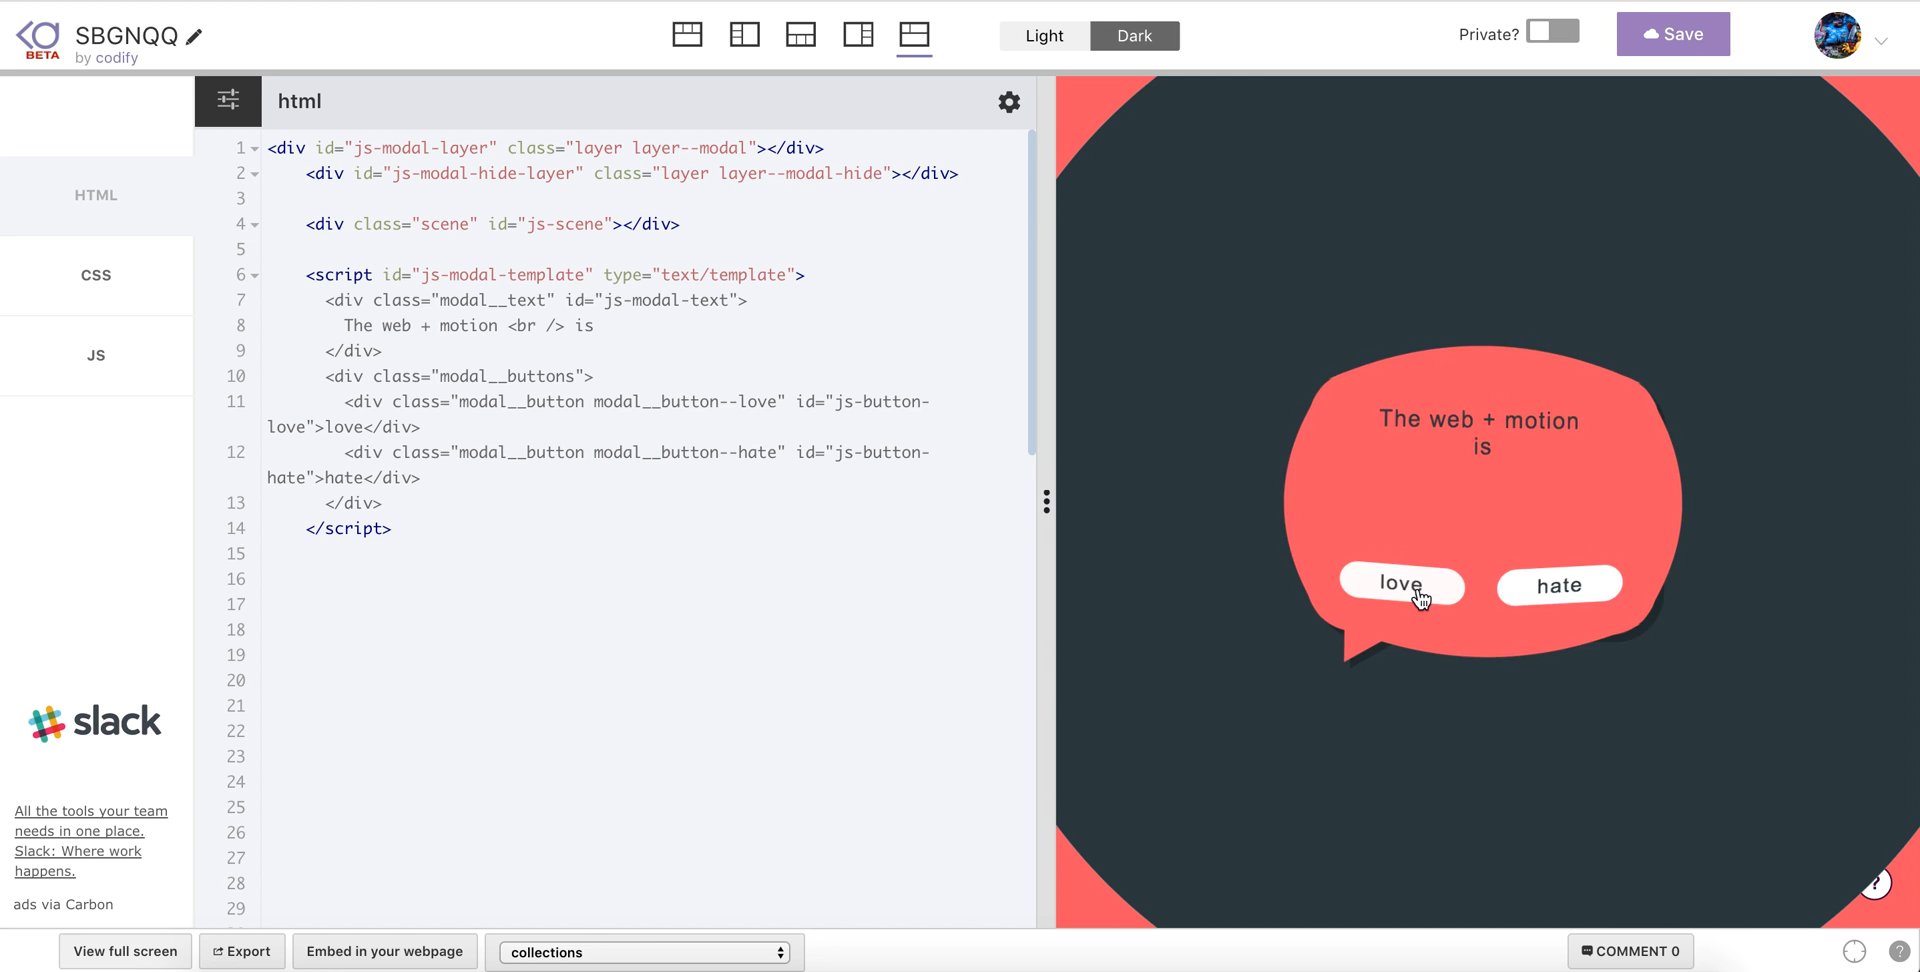 BETA
SBGNQQ
by codify
Light
Dark
Private?
Save
HTML
CSS
JS
slack
All the tools your team
needs in one place.
Slack: Where work
happens.
ads via Carbon
html
1 <div id="js-modal-layer" class="layer layer--modal"></div>
2 <div id="js-modal-hide-layer" class="layer layer--modal-hide"></div>
3
4 <div class="scene" id="js-scene"></div>
5
6 <script id="js-modal-template" type="text/template">
7 <div class="modal__text" id="js-modal-text">
8 The web + motion <br /> is
9 </div>
10 <div class="modal__buttons">
11 <div class="modal__button modal__button--love" id="js-button-
love">love</div>
12 <div class="modal__button modal__button--hate" id="js-button-
hate">hate</div>
13 </div>
14 </script>
15
16
17
18
19
20
21
22
23
24
25
26
27
28
29
The web + motion
is
love
hate
?
View full screen
Export
Embed in your webpage
collections
COMMENT 0
?